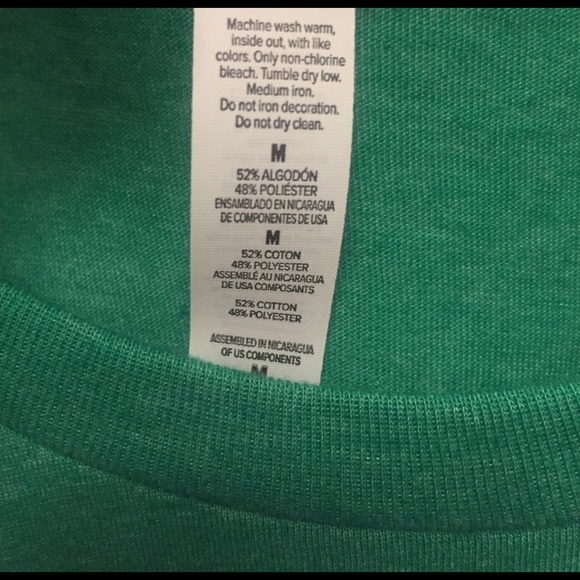 Machine wash warm,
inside out, with like
colors. Only non-chlorine
bleach. Tumble dry low.
Medium iron.
Do not iron decoration.
Do not dry clean.
M
52% ALGODÓN
48% POLIÉSTER
ENSAMBLADO EN NICARAGUA
DE COMPONENTES DE USA
M
52% COTON
48% POLYESTER
ASSEMBLÉ AU NICARAGUA
DE USA COMPOSANTS
52% COTTON
48% POLYESTER
ASSEMBLED IN NICARAGUA
OF US COMPONENTS
M